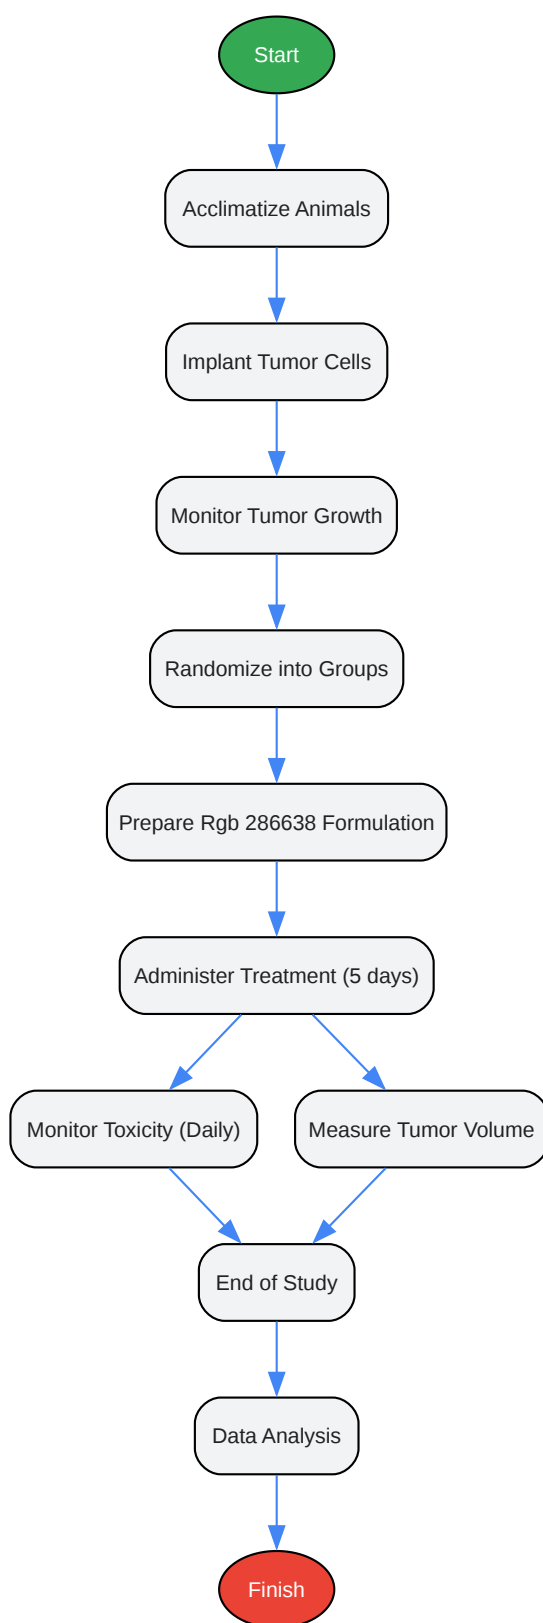 Start
Acclimatize Animals
Implant Tumor Cells
Monitor Tumor Growth
Randomize into Groups
Prepare Rgb 286638 Formulation
Administer Treatment (5 days)
Monitor Toxicity (Daily)
Measure Tumor Volume
End of Study
Data Analysis
Finish